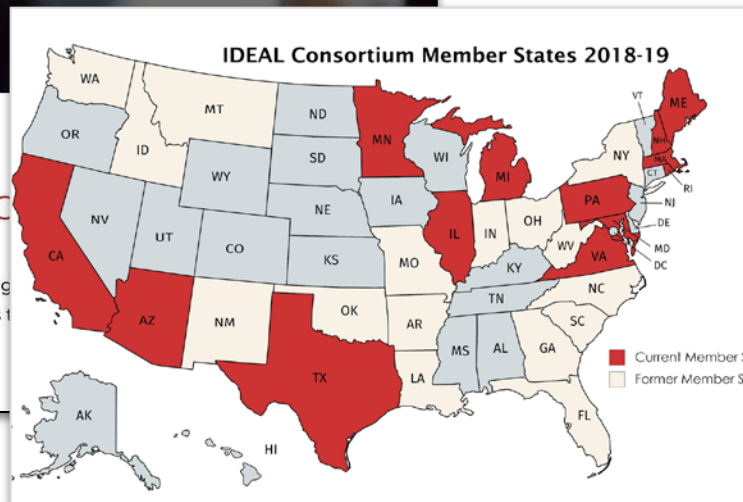 IDEAL Consortium Member States 2018-19
WA
MT
ND
MN
VT
ME
OR
ID
SD
WI
NH
NY
MA
WY
MI
CT
RI
IA
PA
NJ
NV
NE
OH
DE
UT
IL
IN
CO
WV
MD
CA
KS
MO
VA
DC
KY
NC
TN
AZ
OK
NM
AR
SC
MS
AL
GA
Current Member
TX
LA
Former Member
FL
AK
HI